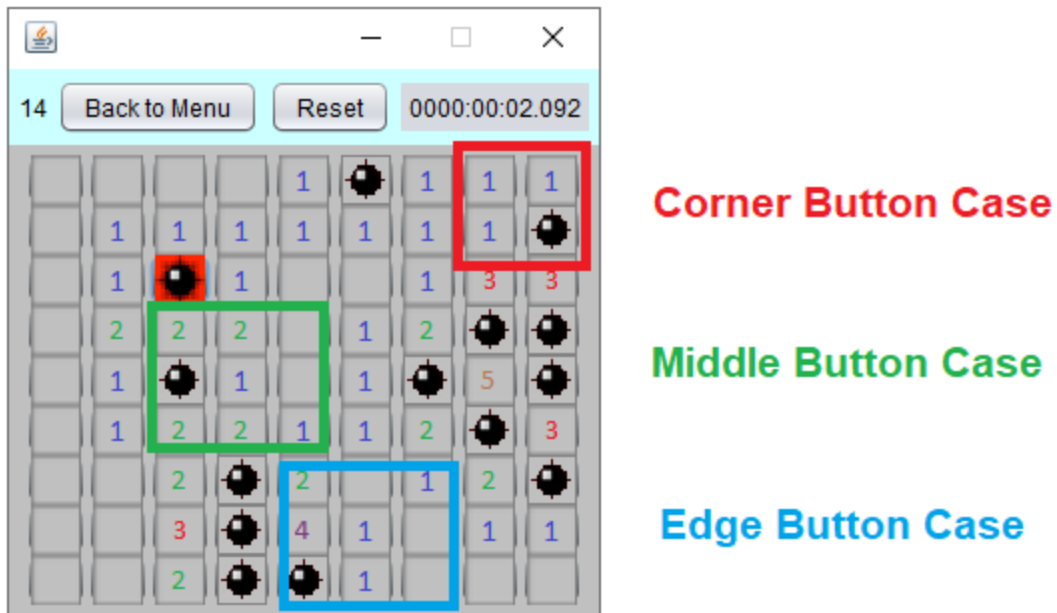 14 Back to Menu Reset 0000:00:02.092
1 1 1 1
1 1 1 1 1 1 1
1 1 1 3 3
2 2 2 1 2
1 1 1 5
1 2 2 1 1 2 3
2 2 1 2
3 4 1 1 1
2 1
Corner Button Case
Middle Button Case
Edge Button Case